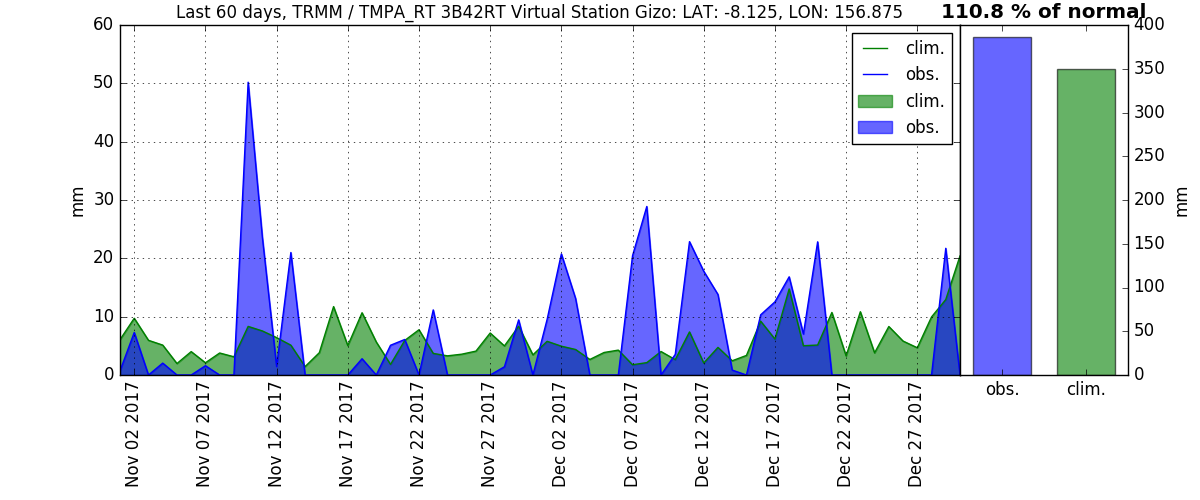 Last 60 days, TRMM / TMPA_RT 3B42RT Virtual Station Gizo: LAT: -8.125, LON: 156.875
110.8 % of normal
60
50
40
30
20
10
0
mm
clim.
obs.
clim.
obs.
400
350
300
250
200
150
100
50
0
mm
Nov 02 2017
Nov 07 2017
Nov 12 2017
Nov 17 2017
Nov 22 2017
Nov 27 2017
Dec 02 2017
Dec 07 2017
Dec 12 2017
Dec 17 2017
Dec 22 2017
Dec 27 2017
obs.
clim.